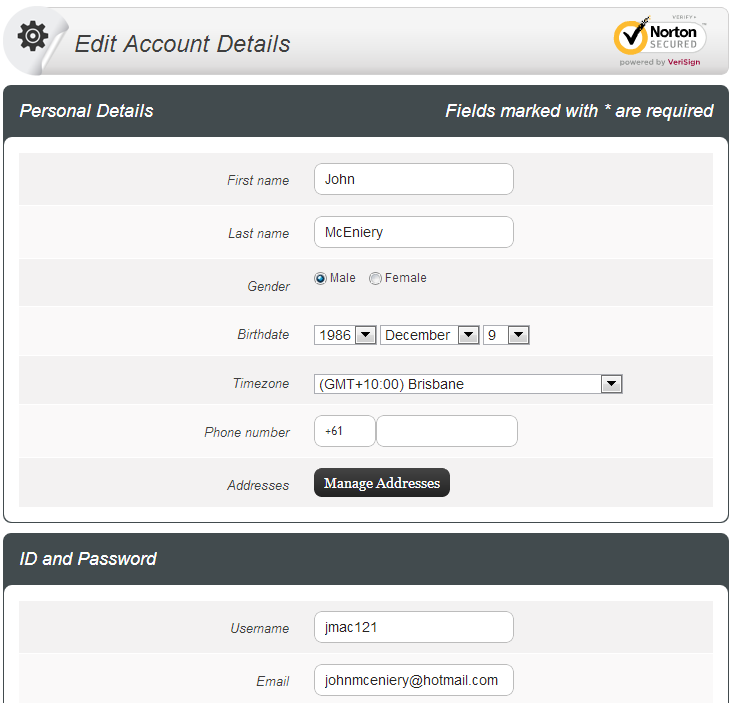 Edit Account Details
VERIFY▸
Norton
SECURED
powered by VeriSign
Personal Details Fields marked with * are required
First name John
Last name McEniery
Gender Male Female
Birthdate 1986 December 9
Timezone (GMT+10:00) Brisbane
Phone number +61
Addresses Manage Addresses
ID and Password
Username jmac121
Email johnmceniery@hotmail.com